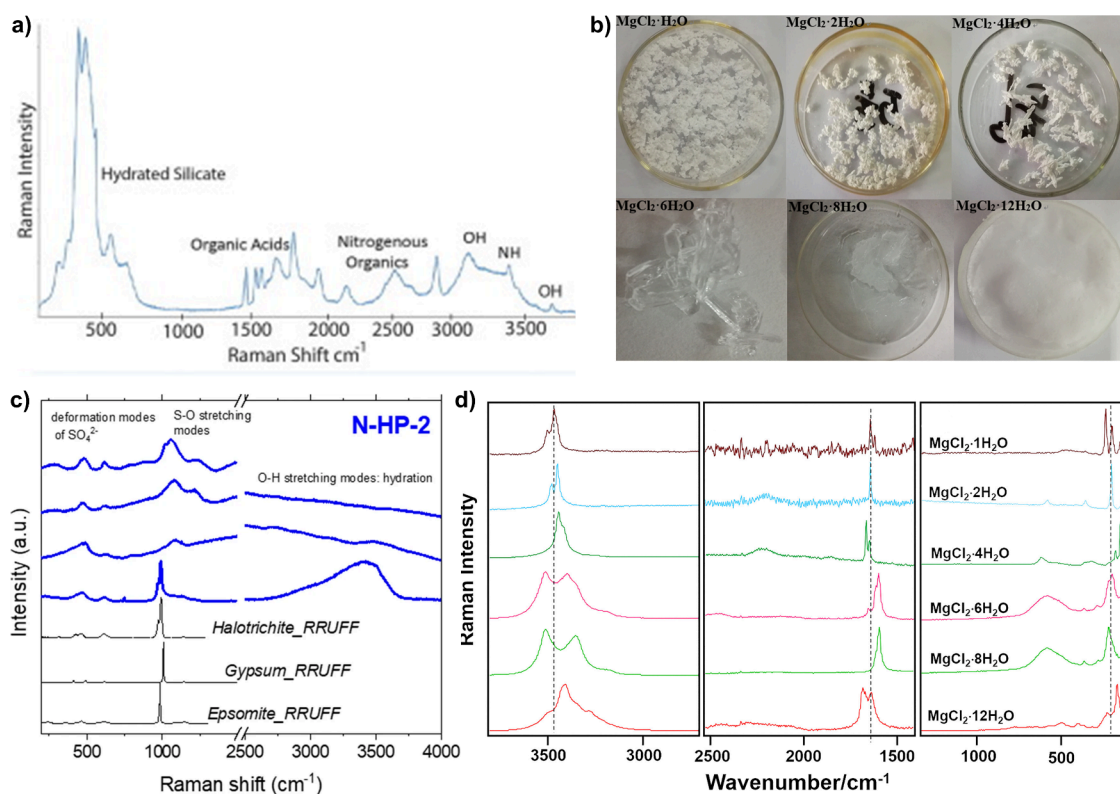 a)
Raman Intensity
Hydrated Silicate
Organic Acids
Nitrogenous
Organics
OH
NH
OH
500 1000 1500 2000 2500 3000 3500
Raman Shift cm⁻¹
b)
MgCl2·H2O
MgCl2·2H2O
MgCl2·4H2O
MgCl2·6H2O
MgCl2·8H2O
MgCl2·12H2O
c)
deformation modes
of SO₄²⁻
S-O stretching
modes
N-HP-2
O-H stretching modes: hydration
Intensity (a.u.)
Halotrichite_RRUFF
Gypsum_RRUFF
Epsomite_RRUFF
500 1000 2500 3000 3500 4000
Raman shift (cm⁻¹)
d)
Raman Intensity
MgCl₂·1H₂O
MgCl₂·2H₂O
MgCl₂·4H₂O
MgCl₂·6H₂O
MgCl₂·8H₂O
MgCl₂·12H₂O
3500 3000 2500 2000 1500 1000 500
Wavenumber/cm⁻¹